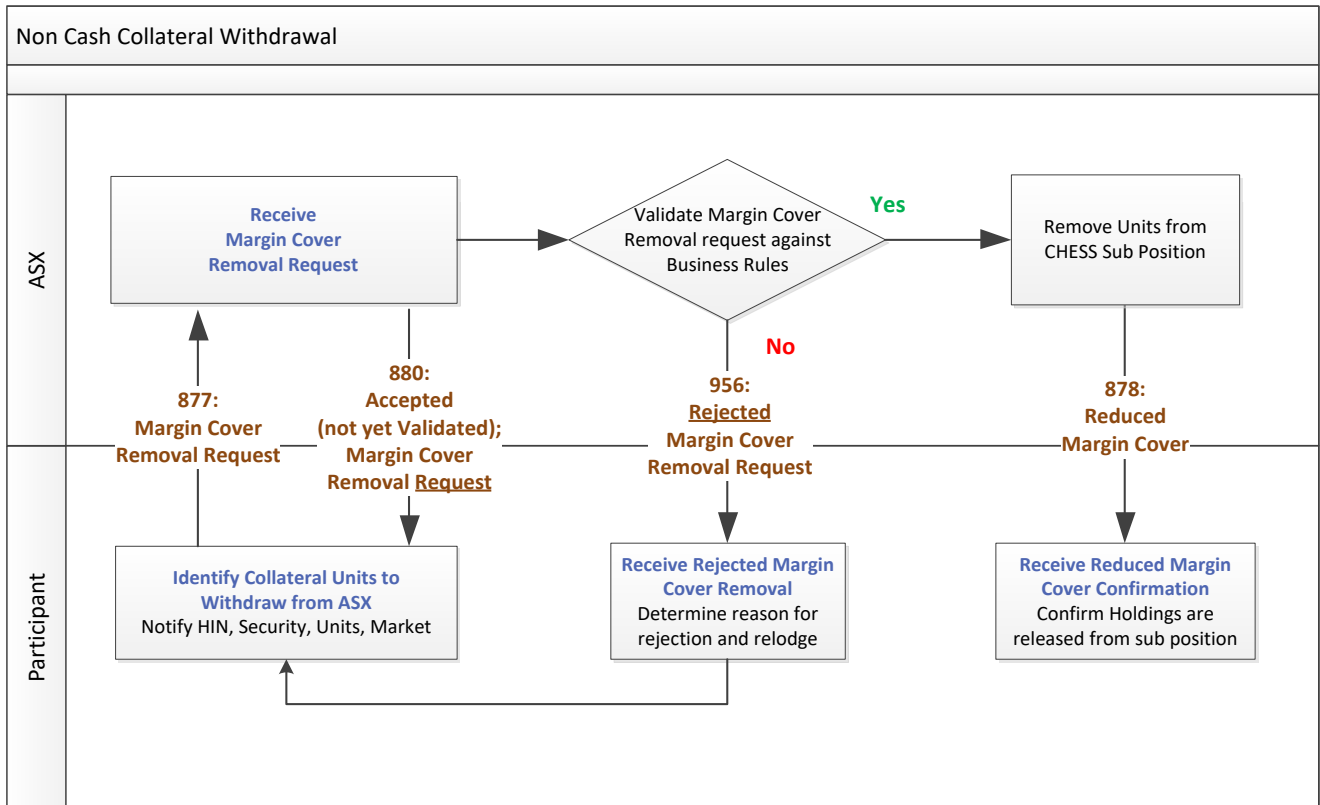 Non Cash Collateral Withdrawal
ASX
Receive
Margin Cover
Removal Request
Validate Margin Cover
Removal request against
Business Rules
Yes
Remove Units from
CHESS Sub Position
No
877:
Margin Cover
Removal Request
880:
Accepted
(not yet Validated);
Margin Cover
Removal Request
956:
Rejected
Margin Cover
Removal Request
878:
Reduced
Margin Cover
Participant
Identify Collateral Units to
Withdraw from ASX
Notify HIN, Security, Units, Market
Receive Rejected Margin
Cover Removal
Determine reason for
rejection and relodge
Receive Reduced Margin
Cover Confirmation
Confirm Holdings are
released from sub position